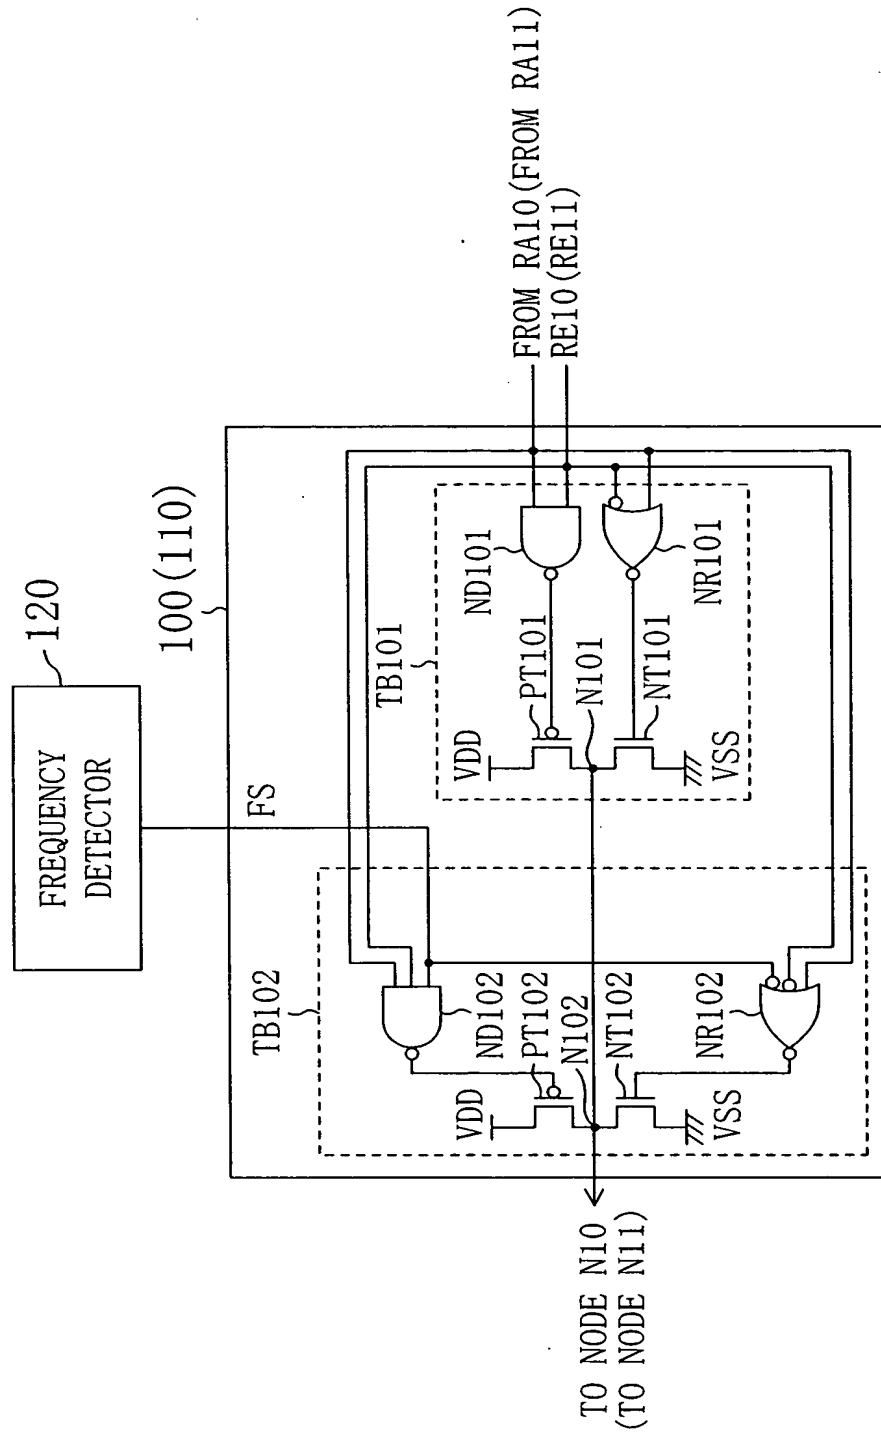 FREQUENCY
DETECTOR
120
100(110)
FS
TB102
TB101
VDD
PT102
ND102
N102
NT102
NR102
VSS
VDD
PT101
ND101
N101
NT101
NR101
VSS
FROM RA10(FROM RA11)
RE10(RE11)
TO NODE N10
(TO NODE N11)